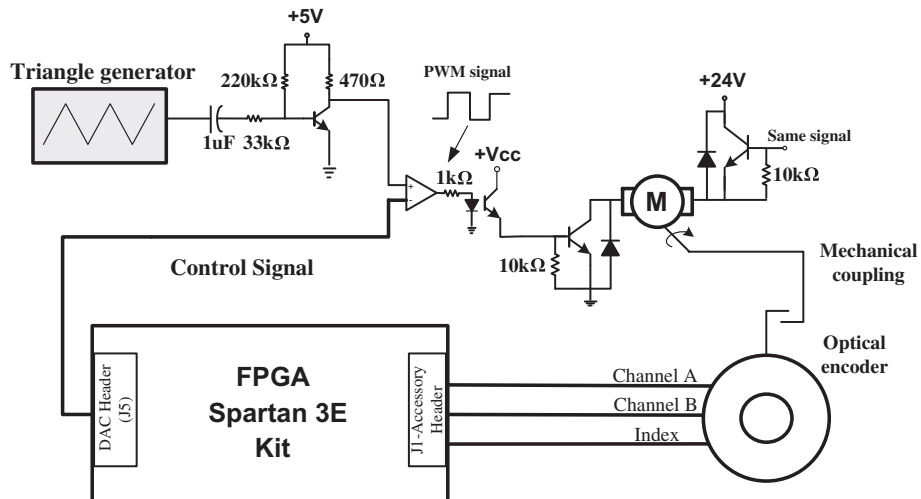 +5V
Triangle generator
220kΩ
470Ω
1uF
33kΩ
PWM signal
+Vcc
1kΩ
+
-
+24V
Same signal
10kΩ
M
10kΩ
Control Signal
Mechanical
coupling
Optical
encoder
DAC Header
(J5)
FPGA
Spartan 3E
Kit
J1-Accessory
Header
Channel A
Channel B
Index